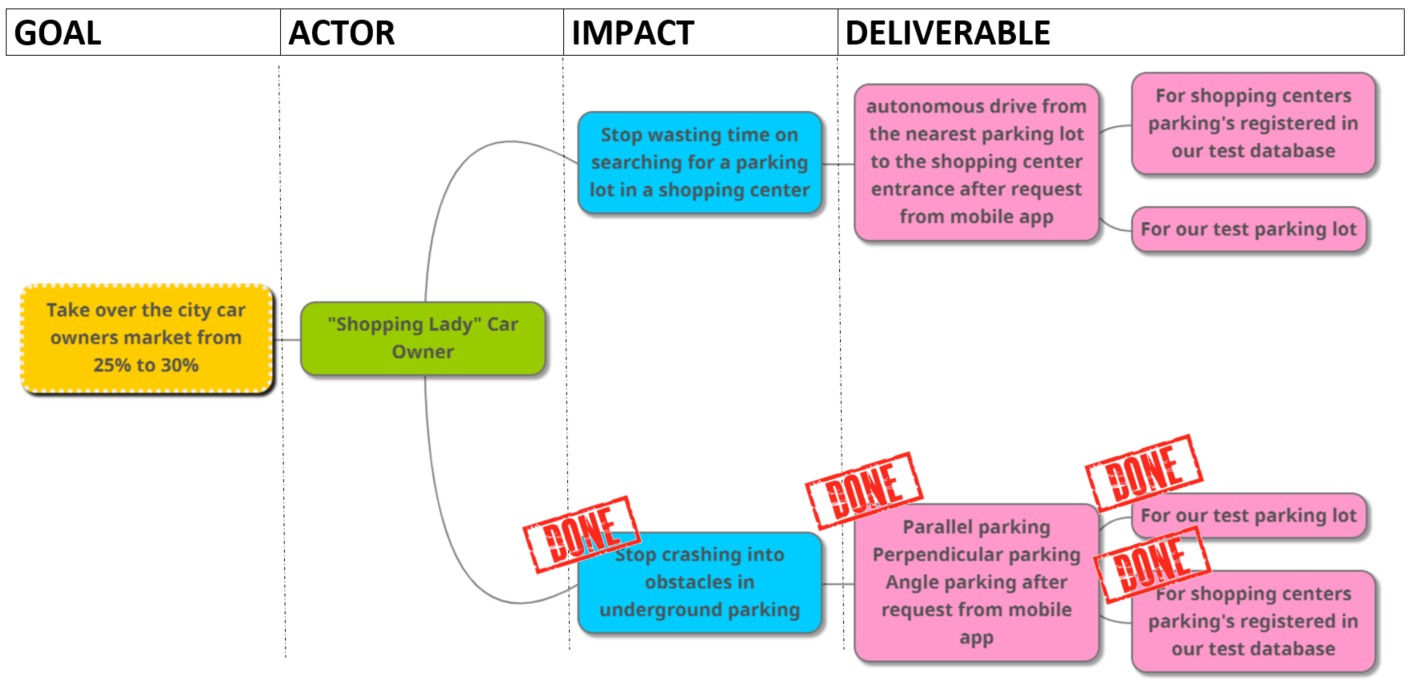 GOAL
ACTOR
IMPACT
DELIVERABLE
Take over the city car
owners market from
25% to 30%
"Shopping Lady" Car
Owner
Stop wasting time on
searching for a parking
lot in a shopping center
autonomous drive from
the nearest parking lot
to the shopping center
entrance after request
from mobile app
For shopping centers
parking's registered in
our test database
For our test parking lot
DONE
Stop crashing into
obstacles in
underground parking
DONE
Parallel parking
Perpendicular parking
Angle parking after
request from mobile
app
DONE
For our test parking lot
DONE
For shopping centers
parking's registered in
our test database